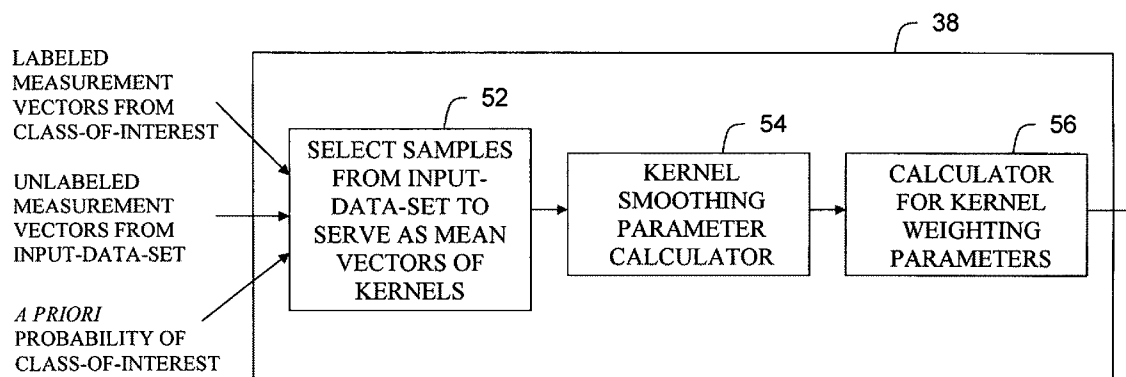 38
LABELED
MEASUREMENT
VECTORS FROM
CLASS-OF-INTEREST
UNLABELED
MEASUREMENT
VECTORS FROM
INPUT-DATA-SET
A PRIORI
PROBABILITY OF
CLASS-OF-INTEREST
52
SELECT SAMPLES
FROM INPUT-
DATA-SET TO
SERVE AS MEAN
VECTORS OF
KERNELS
54
KERNEL
SMOOTHING
PARAMETER
CALCULATOR
56
CALCULATOR
FOR KERNEL
WEIGHTING
PARAMETERS